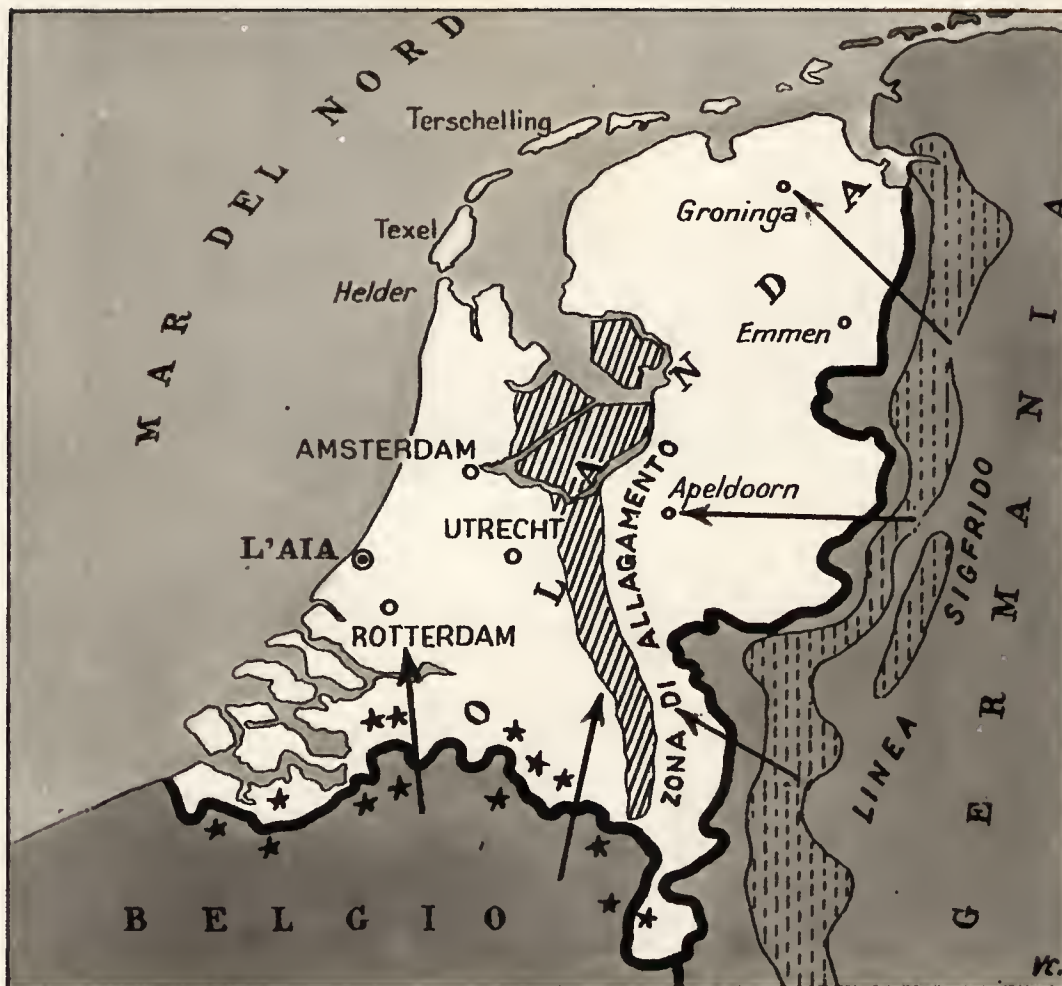 MAR DEL NORD
Terschelling
Texel
Helder
Groninga
Emmen
AMSTERDAM
Apeldoorn
UTRECHT
L'AIA
ROTTERDAM
OLANDA
ZONA DI ALLAGAMENTO
LINEA SIGFRIDO
GERMANIA
BELGIO
VC.